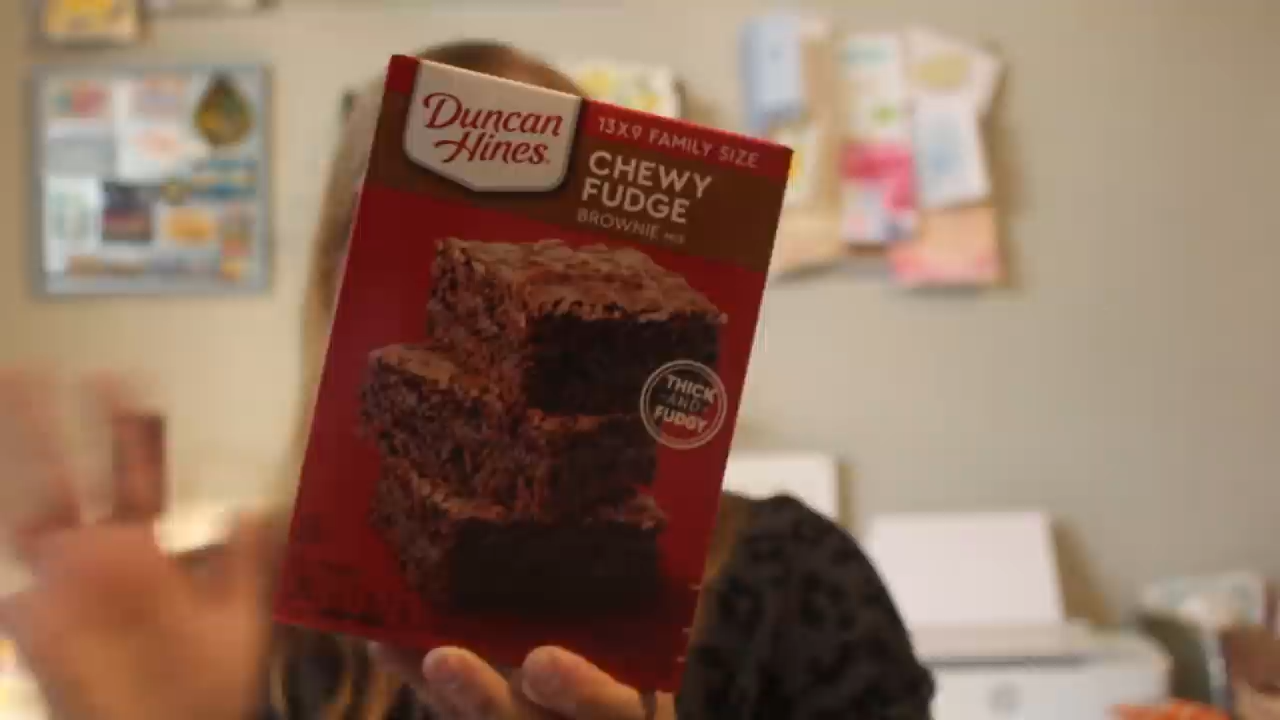 Duncan
Hines®
13X9 FAMILY SIZE
CHEWY
FUDGE
BROWNIE MIX
THICK
-AND-
FUDGY